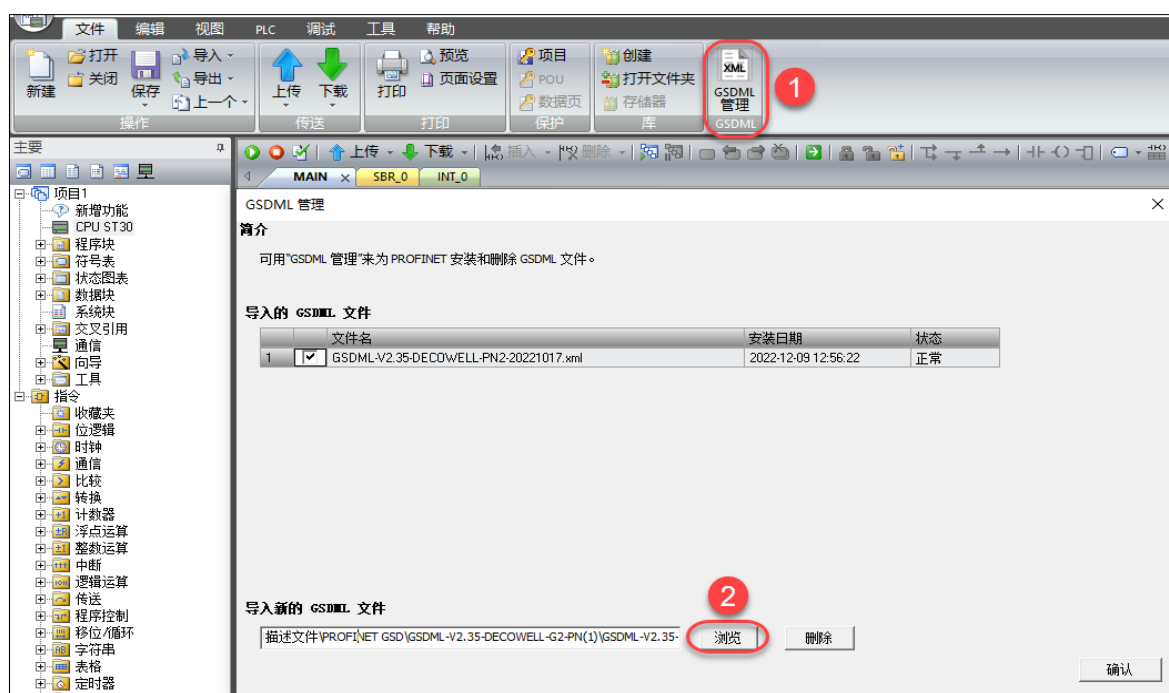 文件 编辑 视图 PLC 调试 工具 帮助
新建 打开 关闭 保存 导入 导出 上一个
上传 下载 打印 预览 页面设置
项目 POU 数据页 创建 打开文件夹 存储器
XML GSDML 管理 1
操作 传送 打印 保护 库 GSDML
主要
上传 下载 插入 删除
MAIN SBR_0 INT_0
项目1
新增功能
CPU ST30
程序块
符号表
状态图表
数据块
系统块
交叉引用
通信
向导
工具
指令
收藏夹
位逻辑
时钟
通信
比较
转换
计数器
浮点运算
整数运算
中断
逻辑运算
传送
程序控制
移位/循环
字符串
表格
定时器
GSDML 管理
简介
可用"GSDML 管理"来为 PROFINET 安装和删除 GSDML 文件。
导入的 GSDML 文件
文件名 安装日期 状态
1 GSDML-V2.35-DECOWELL-PN2-20221017.xml 2022-12-09 12:56:22 正常
2
导入新的 GSDML 文件
描述文件\PROFINET GSD\GSDML-V2.35-DECOWELL-G2-PN(1)\GSDML-V2.35- 浏览 删除
确认